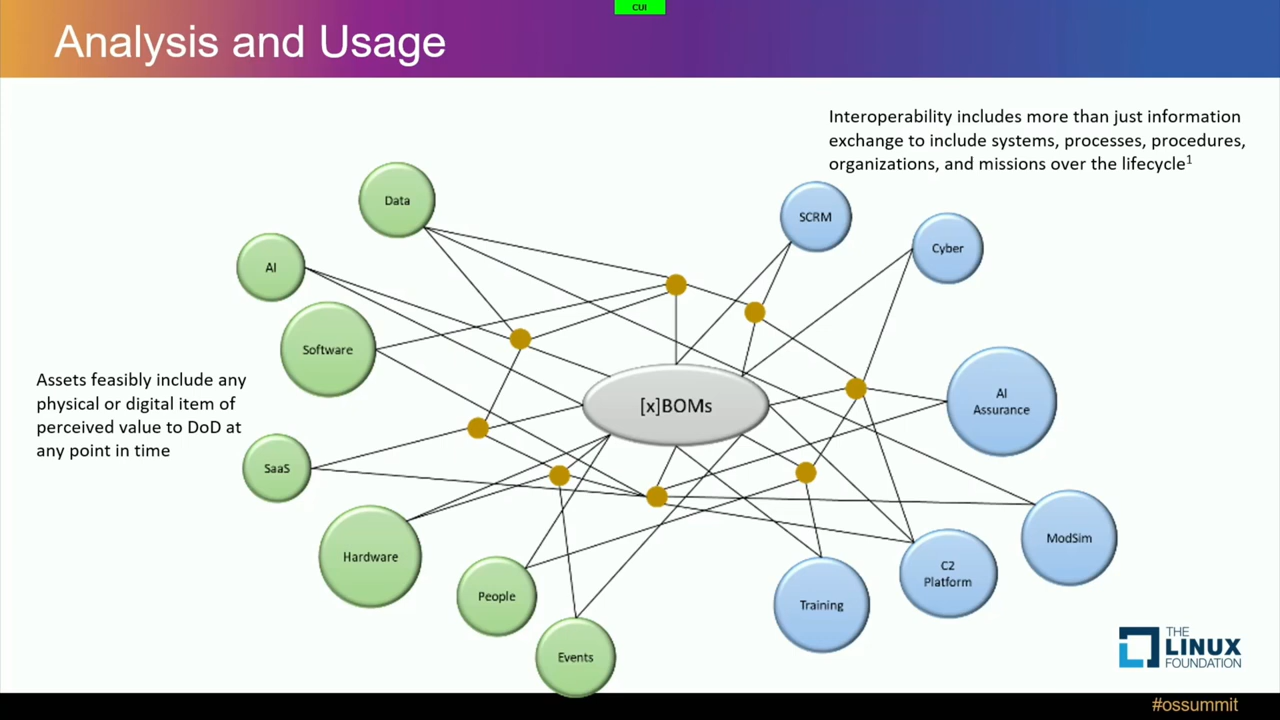 CUI
Analysis and Usage
Interoperability includes more than just information
exchange to include systems, processes, procedures,
organizations, and missions over the lifecycle1
Data
SCRM
Cyber
AI
Software
Assets feasibly include any
physical or digital item of
perceived value to DoD at
any point in time
[x]BOMs
AI
Assurance
SaaS
Hardware
People
Events
Training
C2
Platform
ModSim
THE
LINUX
FOUNDATION
#ossummit